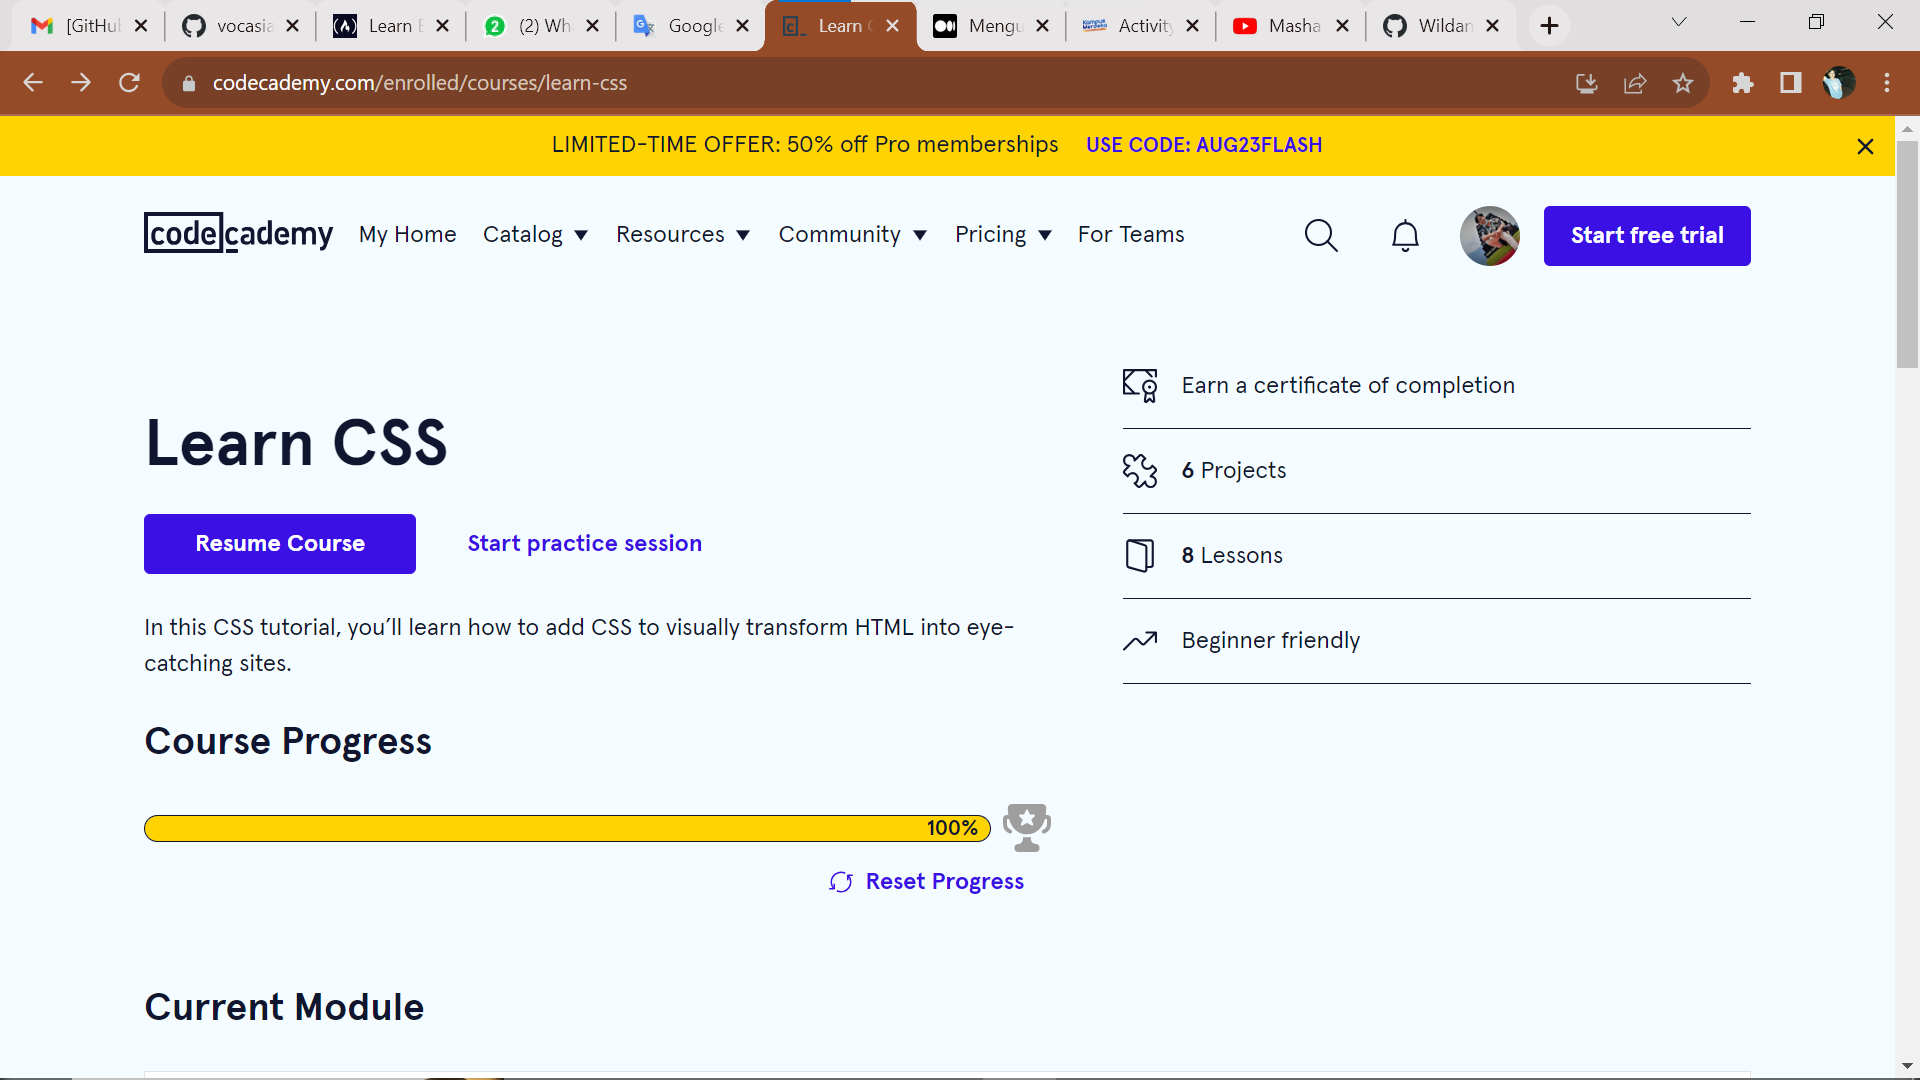 [GitHub
vocasia
Learn
(2) Wh
Google
Learn
Mengu
Activity
Masha
Wildan
codecademy.com/enrolled/courses/learn-css
LIMITED-TIME OFFER: 50% off Pro memberships USE CODE: AUG23FLASH
codecademy My Home Catalog Resources Community Pricing For Teams Start free trial
Earn a certificate of completion
Learn CSS
6 Projects
Resume Course Start practice session
8 Lessons
In this CSS tutorial, you’ll learn how to add CSS to visually transform HTML into eye-
catching sites.
Beginner friendly
Course Progress
100%
Reset Progress
Current Module